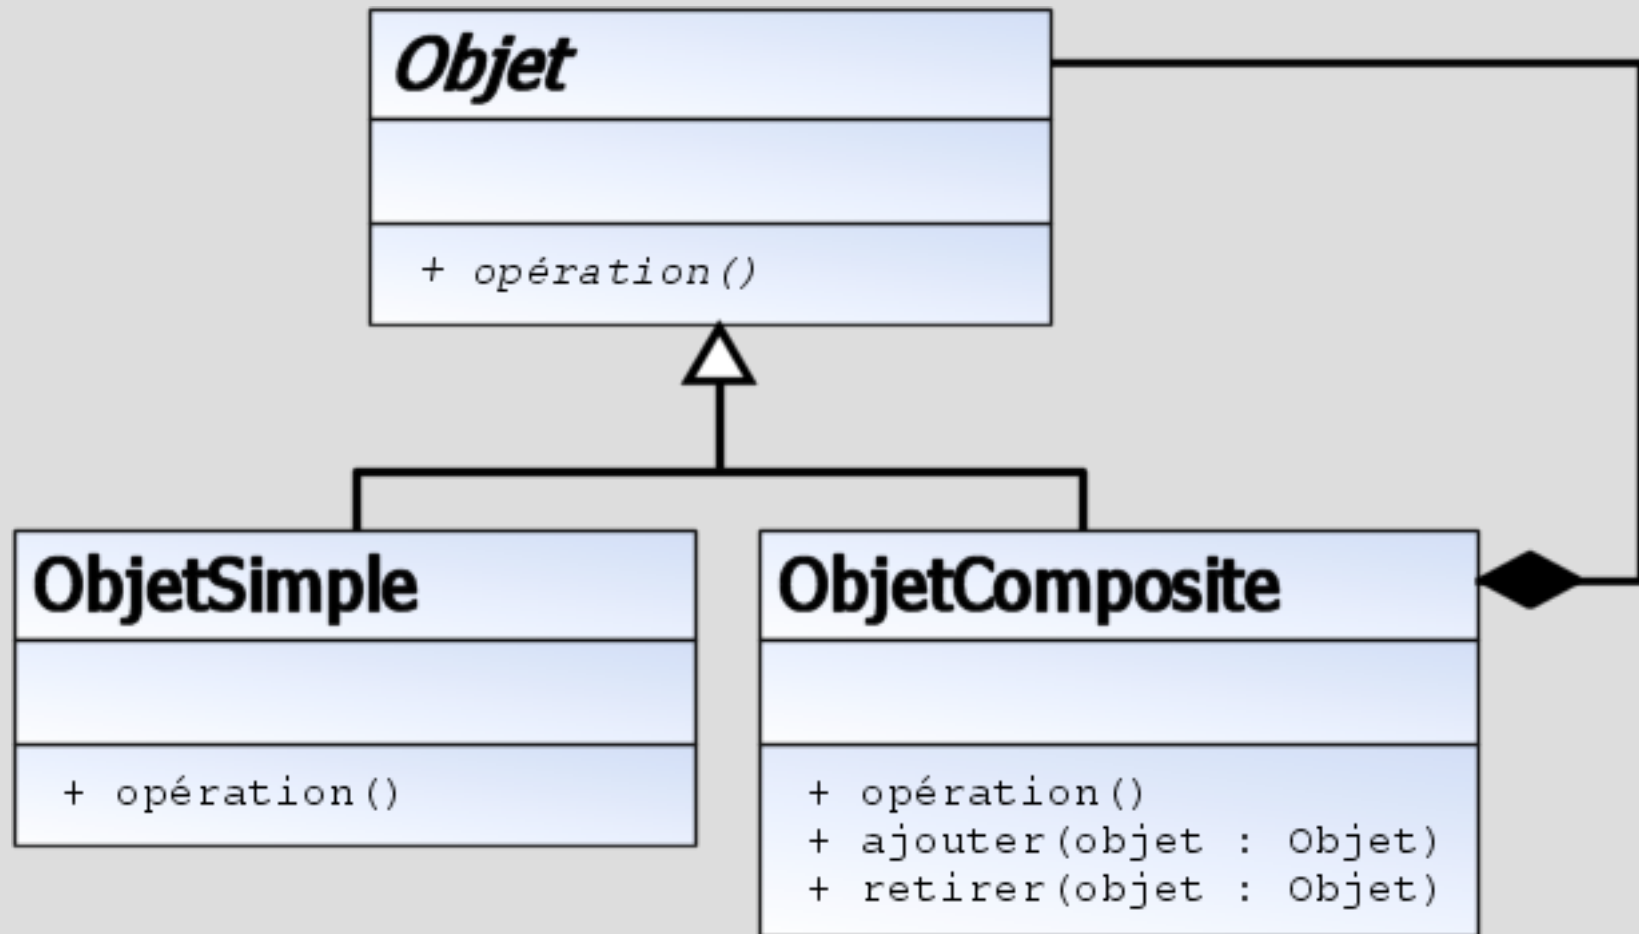 Objet
+ opération()
ObjetSimple
+ opération()
ObjetComposite
+ opération()
+ ajouter(objet : Objet)
+ retirer(objet : Objet)